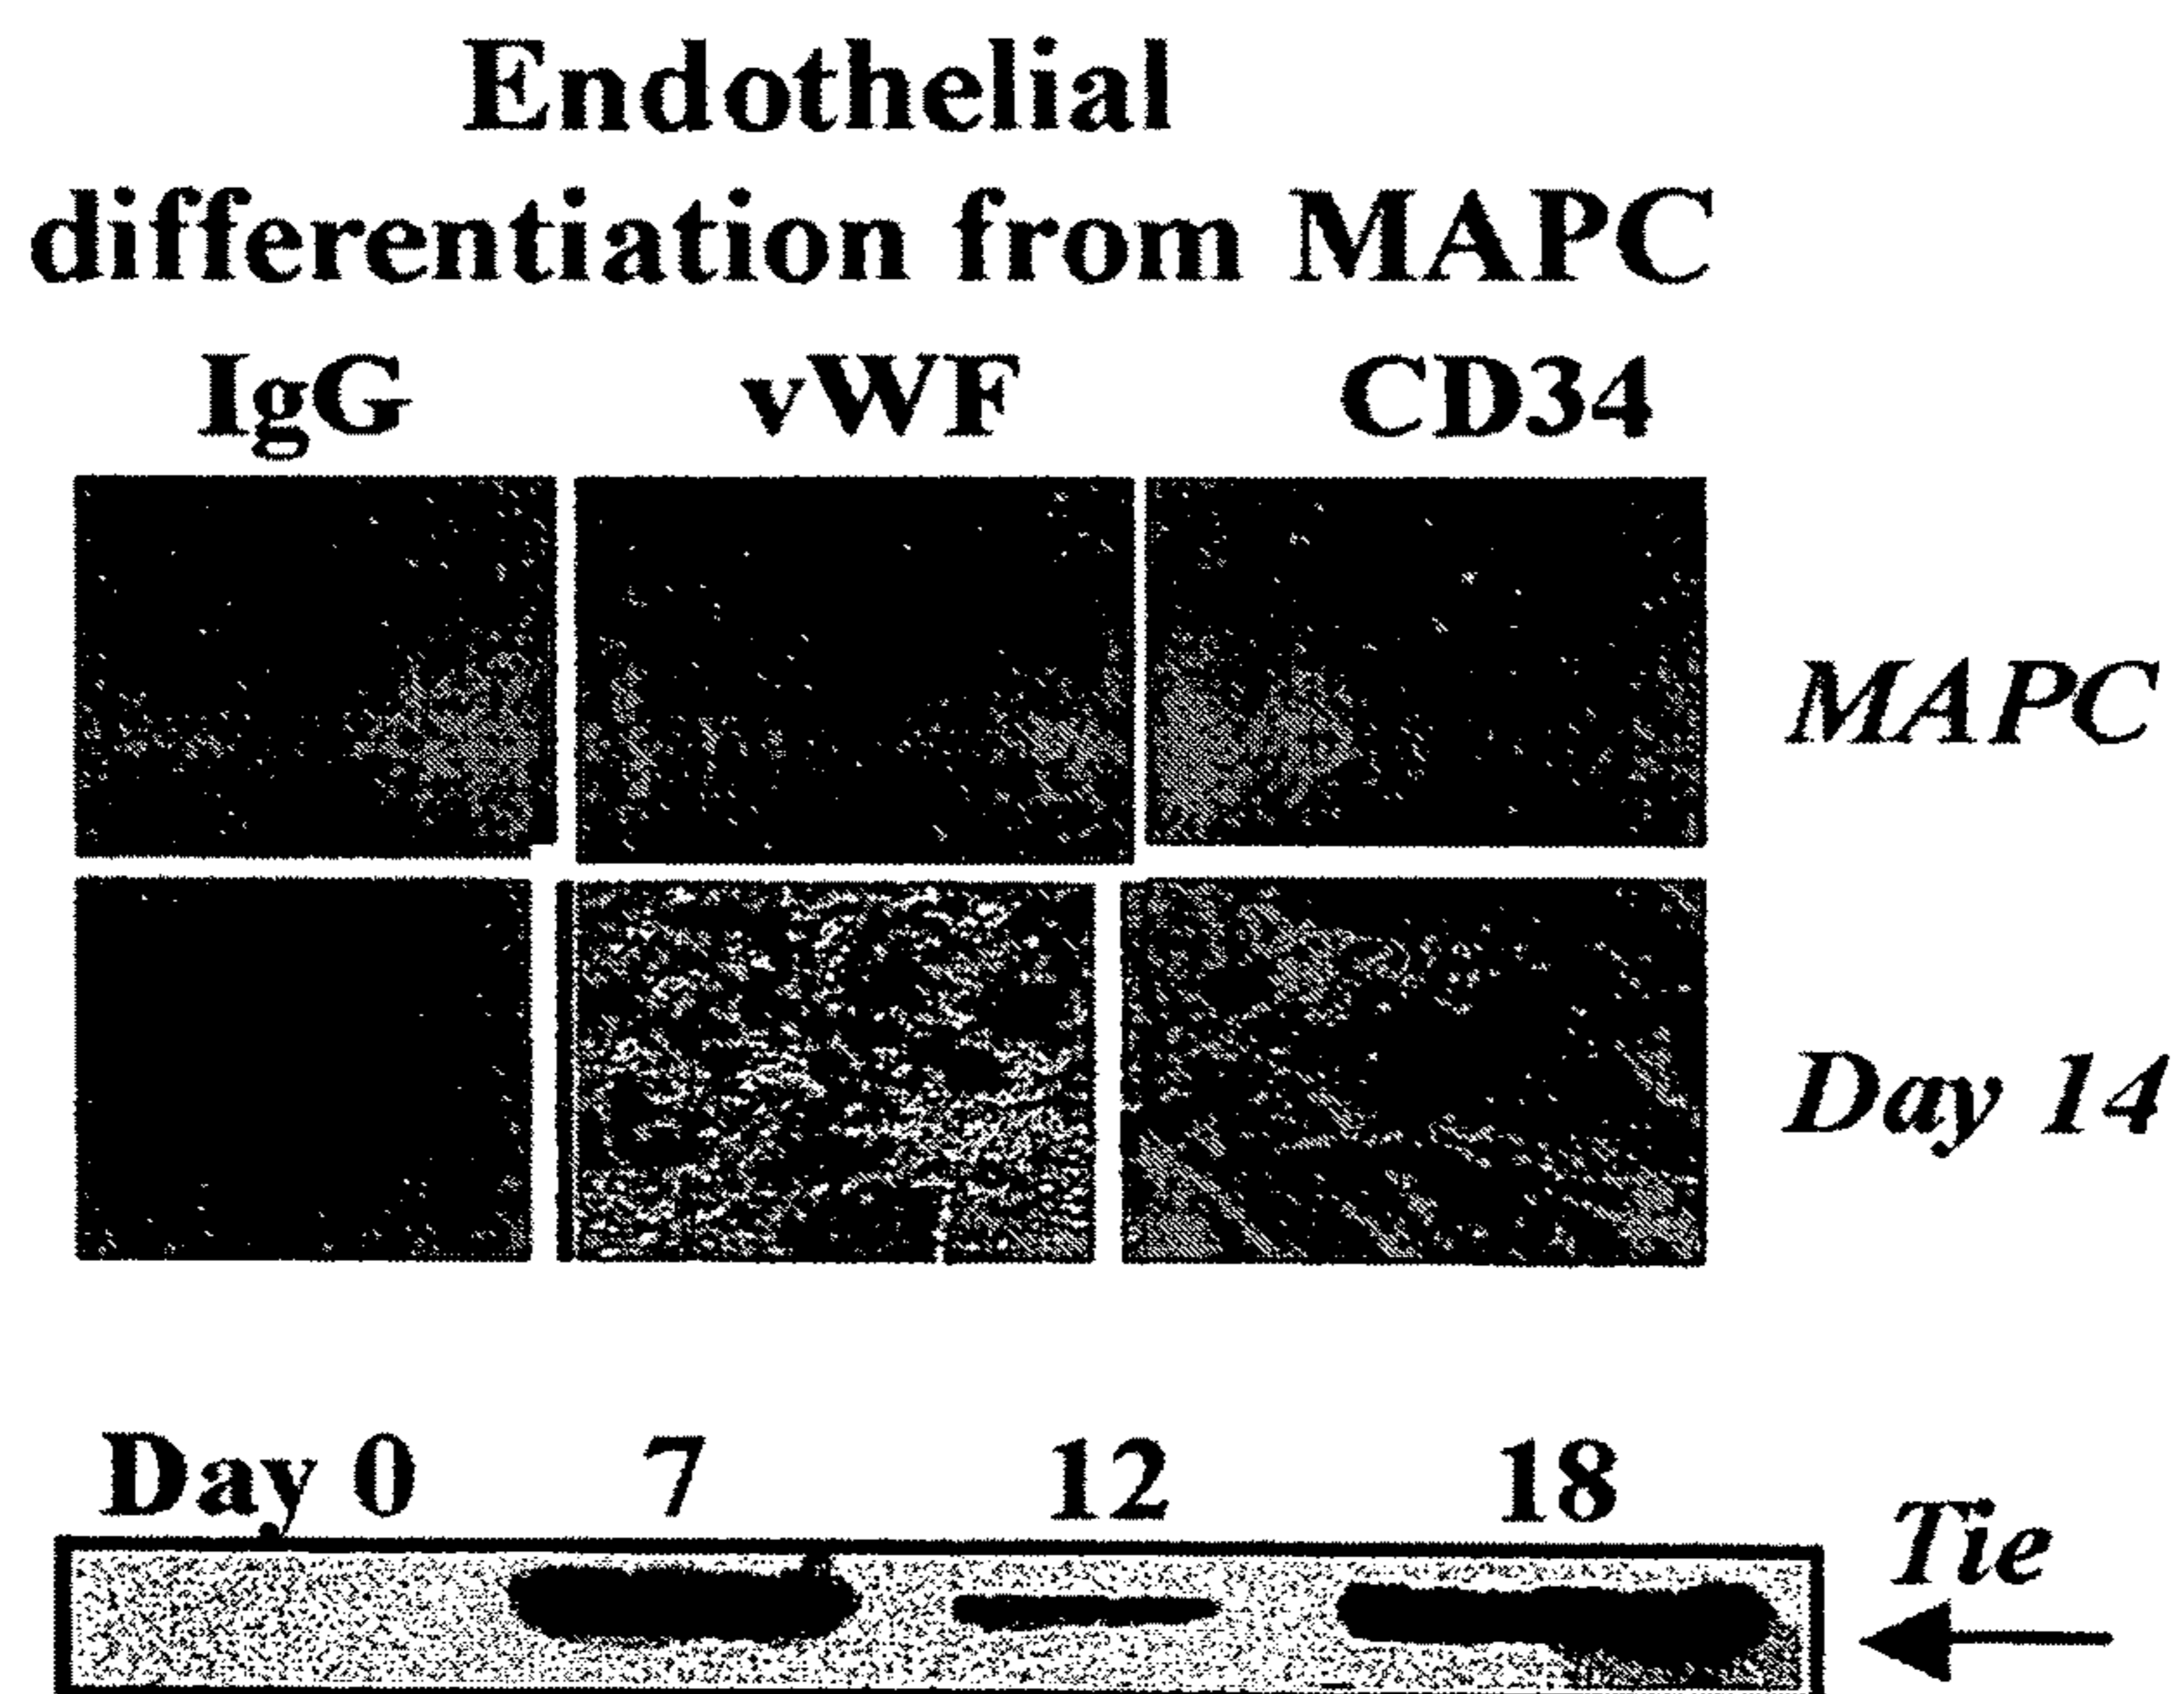 Endothelial
differentiation from MAPC
IgG vWF CD34
MAPC
Day 14
Day 0 7 12 18
Tie